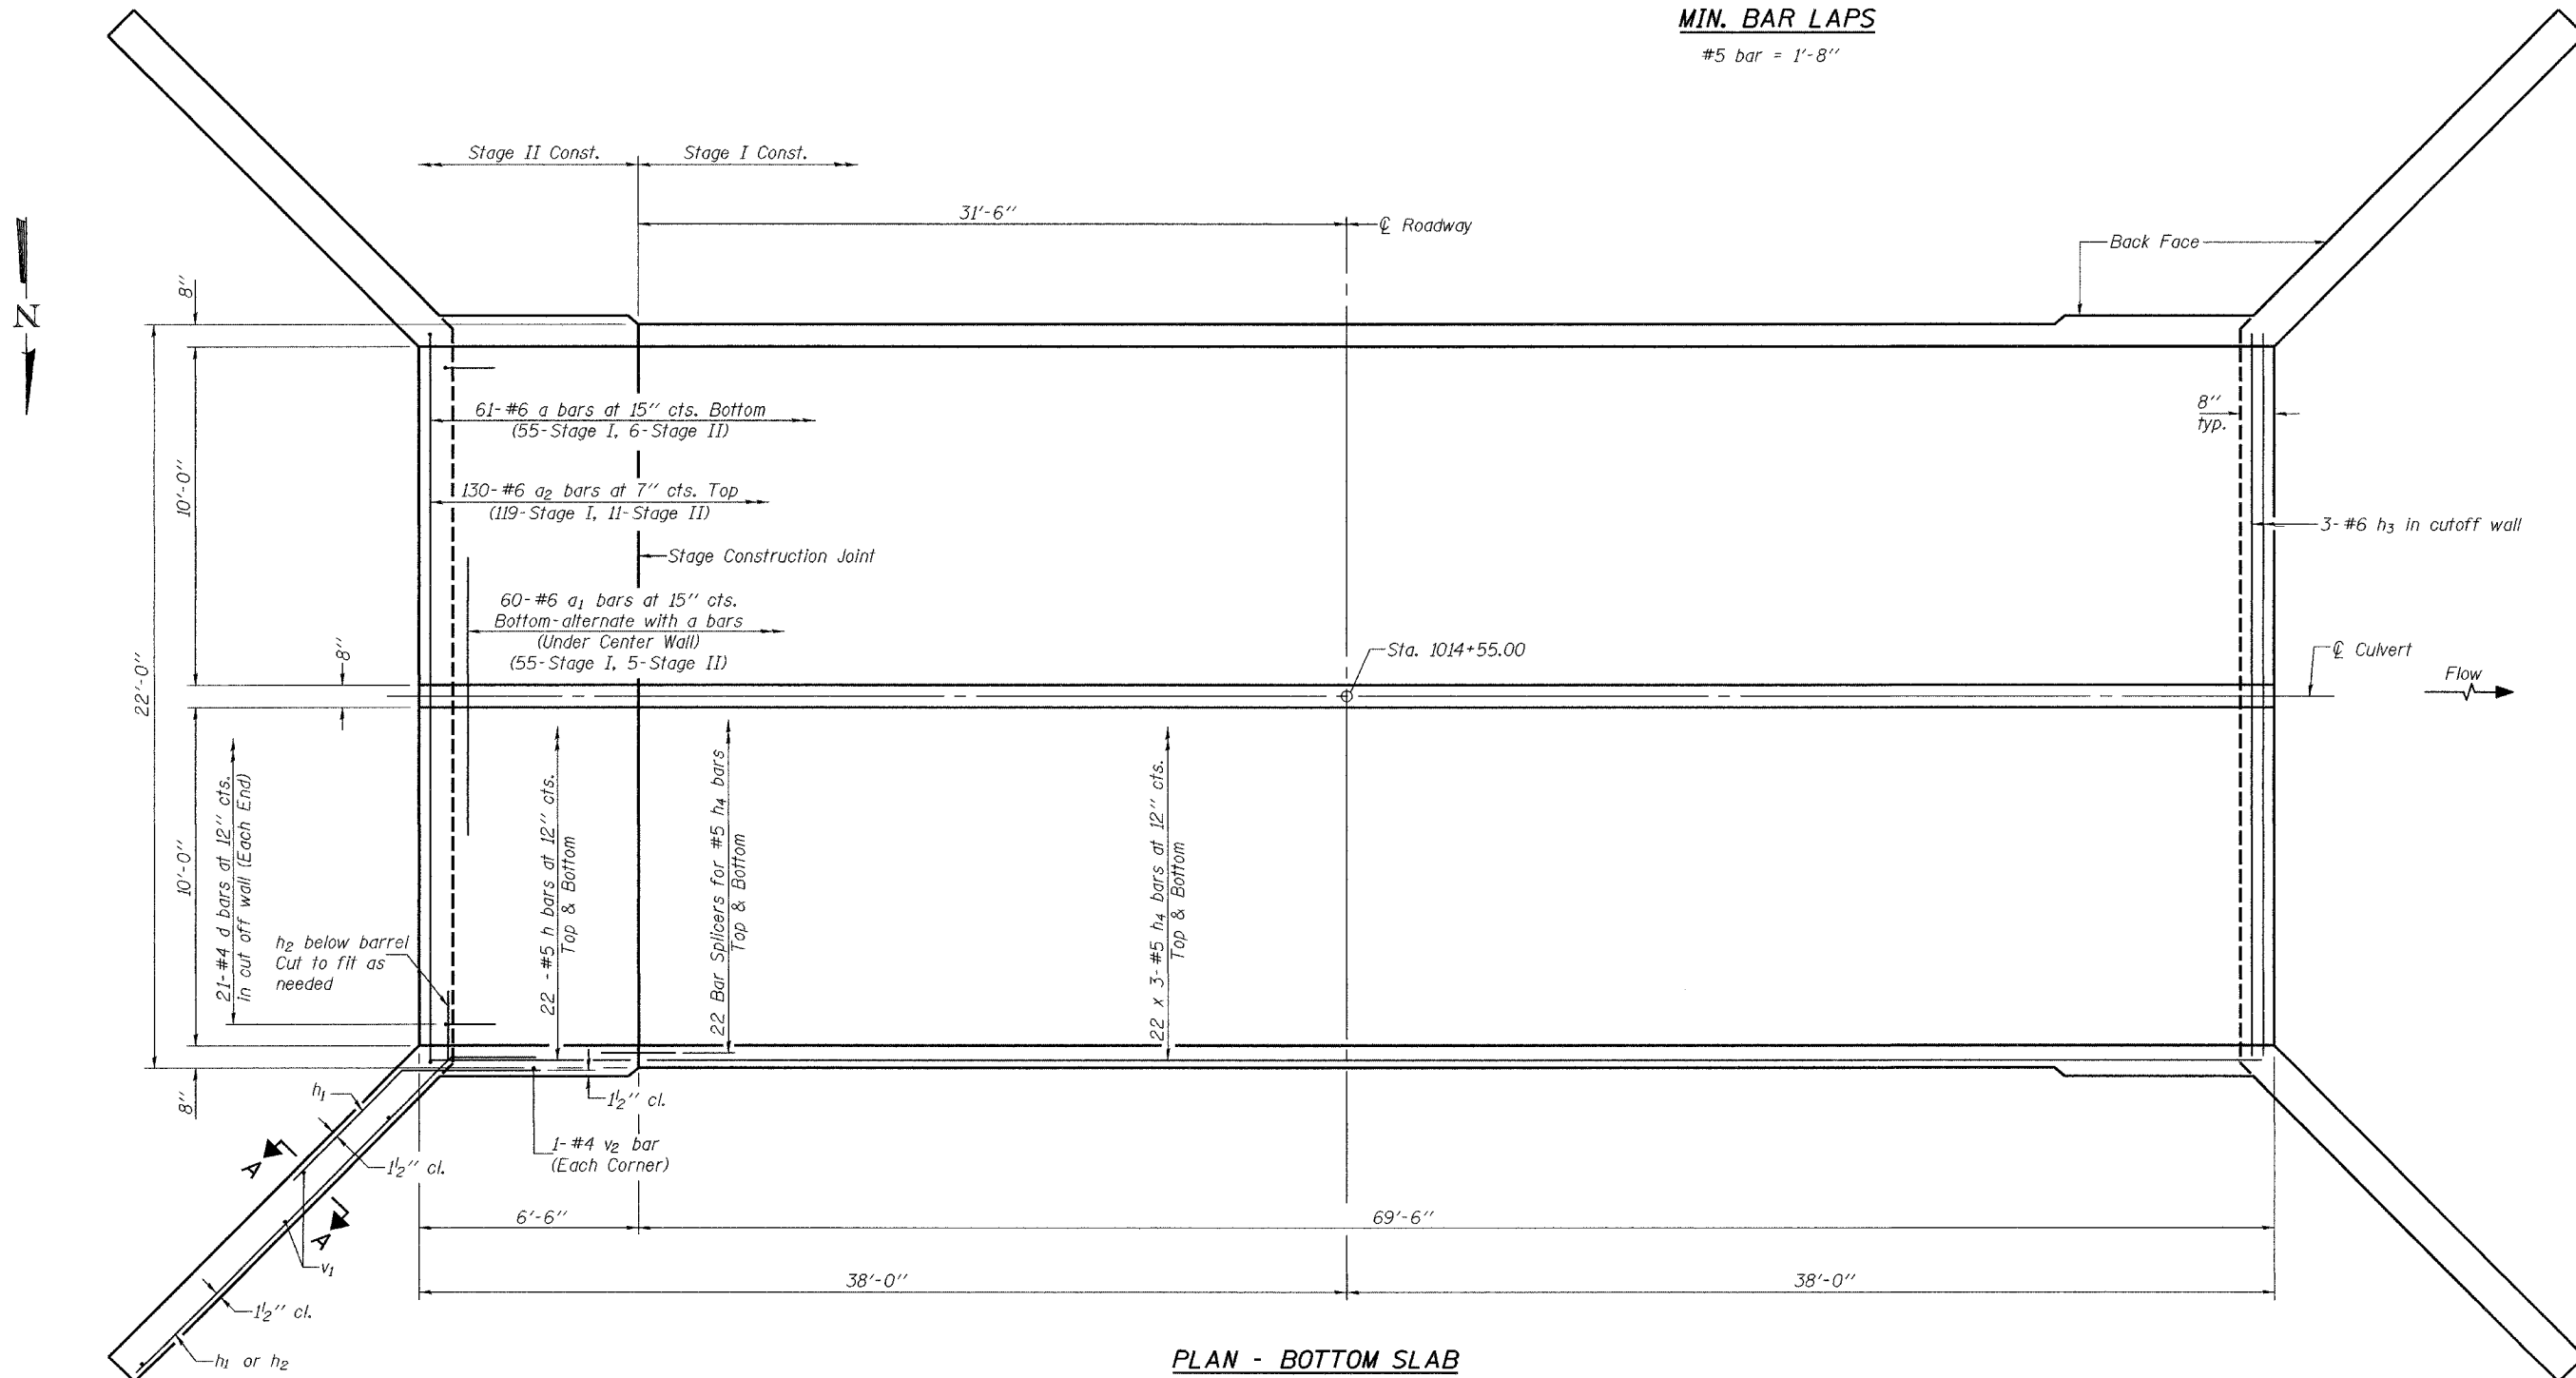 MIN. BAR LAPS
#5 bar = 1'-8"
Stage II Const.
Stage I Const.
31'-6"
℄ Roadway
Back Face
N
8"
61-#6 a bars at 15" cts. Bottom
(55-Stage I, 6-Stage II)
8"
typ.
10'-0"
130-#6 a2 bars at 7" cts. Top
(119-Stage I, 11-Stage II)
3-#6 h3 in cutoff wall
Stage Construction Joint
60-#6 a1 bars at 15" cts.
Bottom-alternate with a bars
(Under Center Wall)
(55-Stage I, 5-Stage II)
22'-0"
8"
Sta. 1014+55.00
℄ Culvert
Flow
10'-0"
21-#4 d bars at 12" cts.
in cut off wall (Each End)
h2 below barrel
Cut to fit as
needed
22 -#5 h bars at 12" cts.
Top & Bottom
22 Bar Splicers for #5 h4 bars
Top & Bottom
22 x 3-#5 h4 bars at 12" cts.
Top & Bottom
8"
h1
1 1/2" cl.
1-#4 v2 bar
(Each Corner)
A
1 1/2" cl.
A
v1
6'-6"
69'-6"
38'-0"
38'-0"
1 1/2" cl.
h1 or h2
PLAN - BOTTOM SLAB